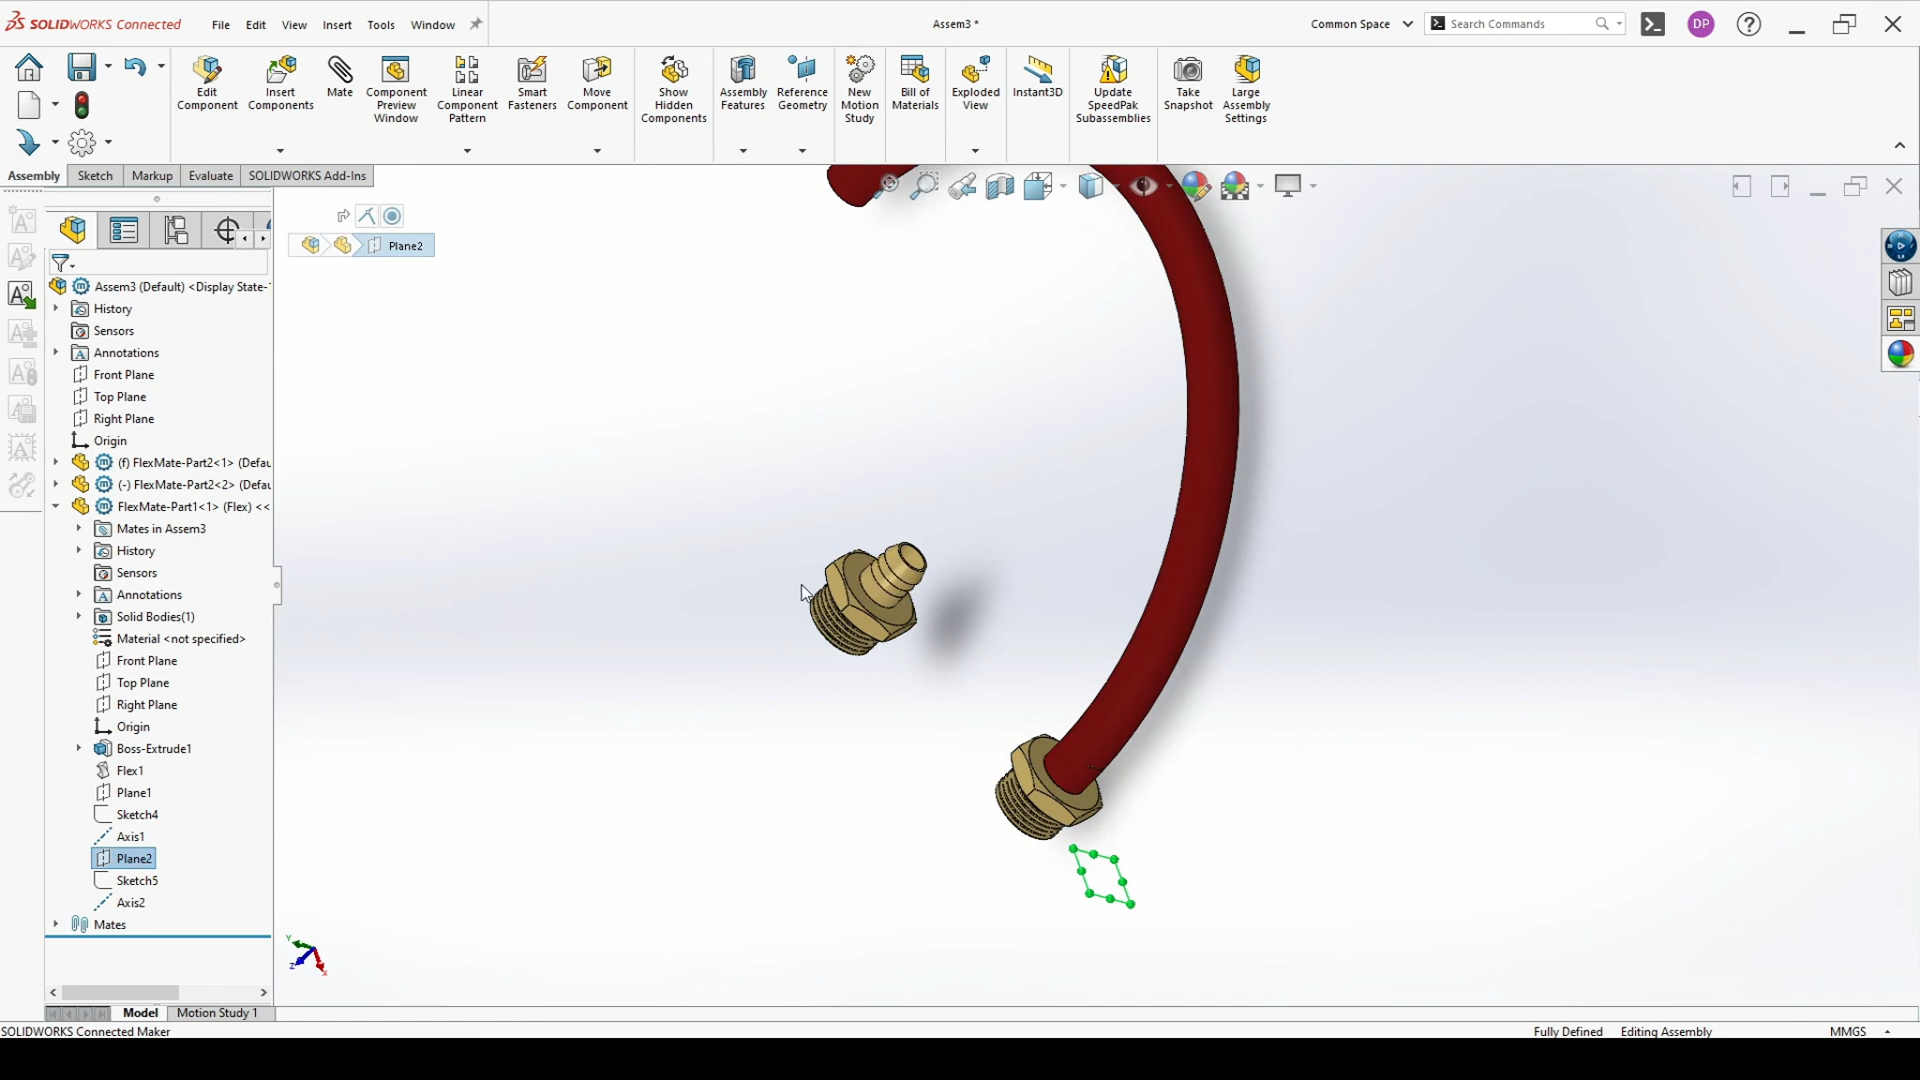 SOLIDWORKS Connected
File Edit View Insert Tools Window
Assem3 *
Common Space
Search Commands
DP
Edit Component
Insert Components
Mate
Component Preview Window
Linear Component Pattern
Smart Fasteners
Move Component
Show Hidden Components
Assembly Features
Reference Geometry
New Motion Study
Bill of Materials
Exploded View
Instant3D
Update SpeedPak Subassemblies
Take Snapshot
Large Assembly Settings
Assembly Sketch Markup Evaluate SOLIDWORKS Add-Ins
Plane2
Assem3 (Default) <Display State-
History
Sensors
Annotations
Front Plane
Top Plane
Right Plane
Origin
(f) FlexMate-Part2<1> (Defau
(-) FlexMate-Part2<2> (Defau
FlexMate-Part1<1> (Flex) <<
Mates in Assem3
History
Sensors
Annotations
Solid Bodies(1)
Material <not specified>
Front Plane
Top Plane
Right Plane
Origin
Boss-Extrude1
Flex1
Plane1
Sketch4
Axis1
Plane2
Sketch5
Axis2
Mates
Y
Z
X
Model Motion Study 1
SOLIDWORKS Connected Maker
Fully Defined Editing Assembly MMGS